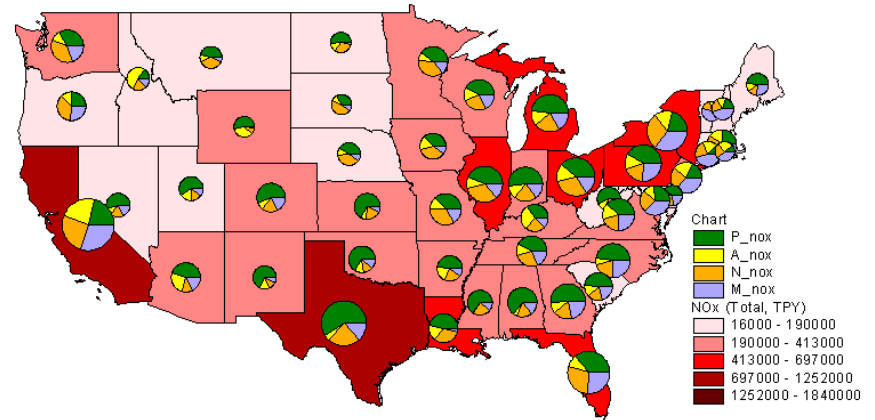 Chart
P_nox
A_nox
N_nox
M_nox
NOx (Total, TPY)
16000 - 190000
190000 - 413000
413000 - 697000
697000 - 1252000
1252000 - 1840000